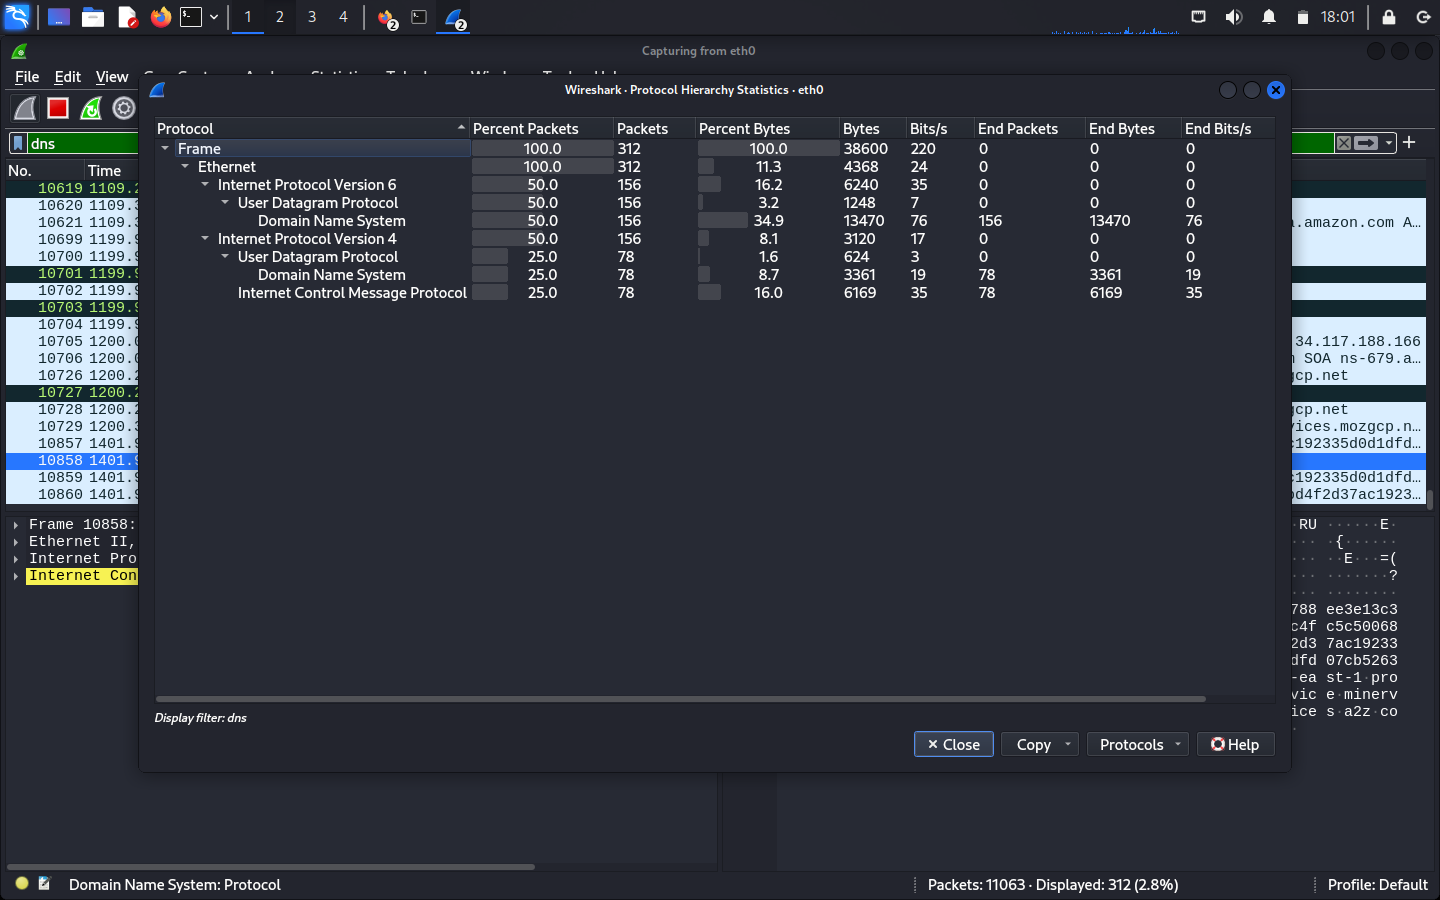 1 2 3 4 2 2 18:01
Capturing from eth0
File Edit View
Wireshark · Protocol Hierarchy Statistics · eth0
dns
No. Time
Protocol Percent Packets Packets Percent Bytes Bytes Bits/s End Packets End Bytes End Bits/s
Frame 100.0 312 100.0 38600 220 0 0 0
Ethernet 100.0 312 11.3 4368 24 0 0 0
Internet Protocol Version 6 50.0 156 16.2 6240 35 0 0 0
User Datagram Protocol 50.0 156 3.2 1248 7 0 0 0
Domain Name System 50.0 156 34.9 13470 76 156 13470 76
Internet Protocol Version 4 50.0 156 8.1 3120 17 0 0 0
User Datagram Protocol 25.0 78 1.6 624 3 0 0 0
Domain Name System 25.0 78 8.7 3361 19 78 3361 19
Internet Control Message Protocol 25.0 78 16.0 6169 35 78 6169 35
Display filter: dns
Close Copy Protocols Help
10619 1109.2
10620 1109.3
10621 1109.3 .amazon.com A…
10699 1199.9
10700 1199.9
10701 1199.9
10702 1199.9
10703 1199.9
10704 1199.9
10705 1200.0 34.117.188.166
10706 1200.0 SOA ns-679.a…
10726 1200.2 gcp.net
10727 1200.2
10728 1200.2 gcp.net
10729 1200.3 vices.mozgcp.n…
10857 1401.9 c192335d0d1dfd…
10858 1401.9
10859 1401.9 c192335d0d1dfd…
10860 1401.9 d4f2d37ac1923…
Frame 10858:
Ethernet II,
Internet Pro
Internet Con
·RU ······E·
·{······
··E···=(
·······?
········
788 ee3e13c3
c4f c5c50068
2d3 7ac19233
dfd 07cb5263
-ea st-1·pro
vic e·minerv
ice s·a2z·co
Domain Name System: Protocol
Packets: 11063 · Displayed: 312 (2.8%)
Profile: Default